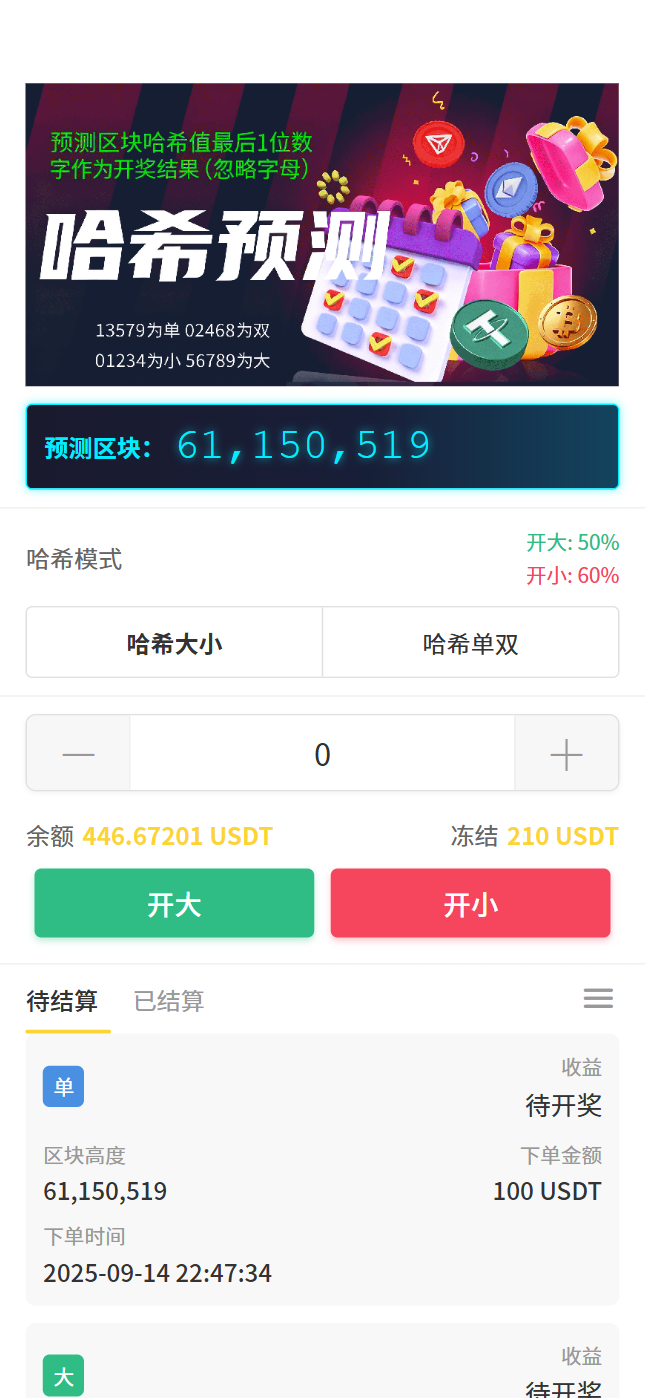 预测区块哈希值最后1位数
字作为开奖结果(忽略字母)
哈希预测
13579为单 02468为双
01234为小 56789为大
预测区块: 61,150,519
哈希模式
开大: 50%
开小: 60%
哈希大小 哈希单双
0
余额 446.67201 USDT 冻结 210 USDT
开大 开小
待结算 已结算
单
收益
待开奖
区块高度 下单金额
61,150,519 100 USDT
下单时间
2025-09-14 22:47:34
大
收益
待开奖